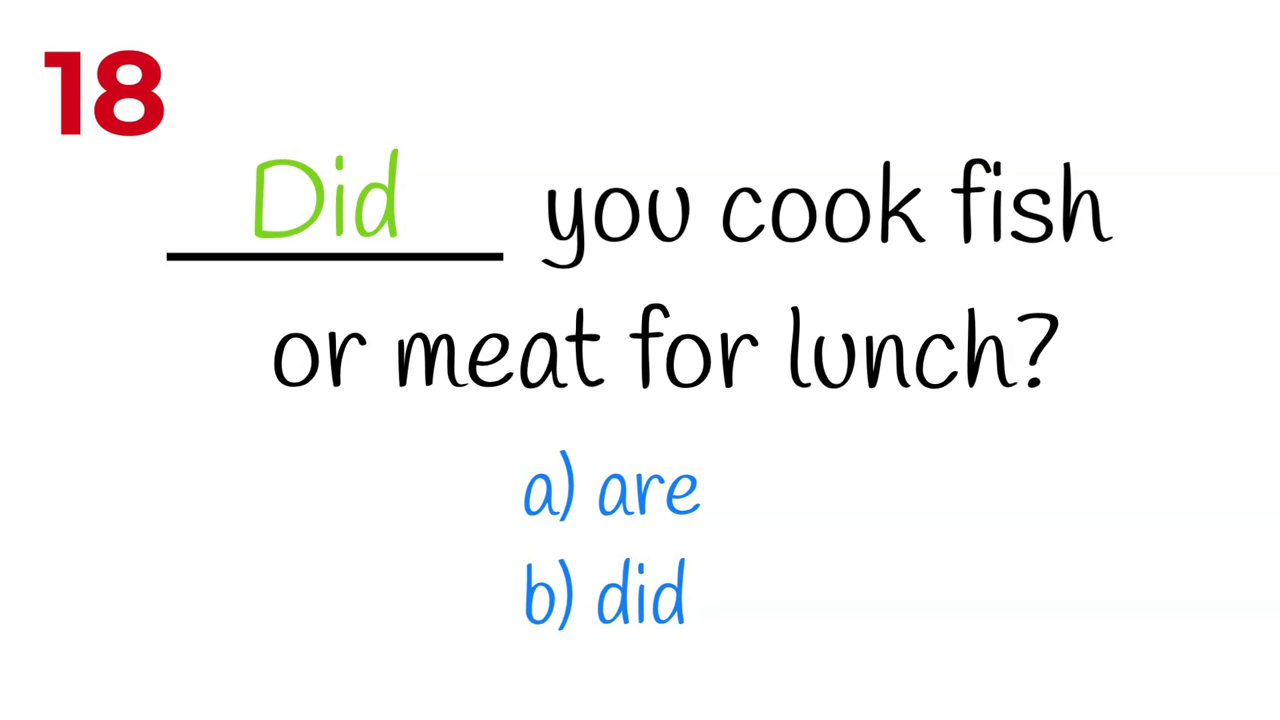 18
Did you cook fish
or meat for lunch?
a) are
b) did